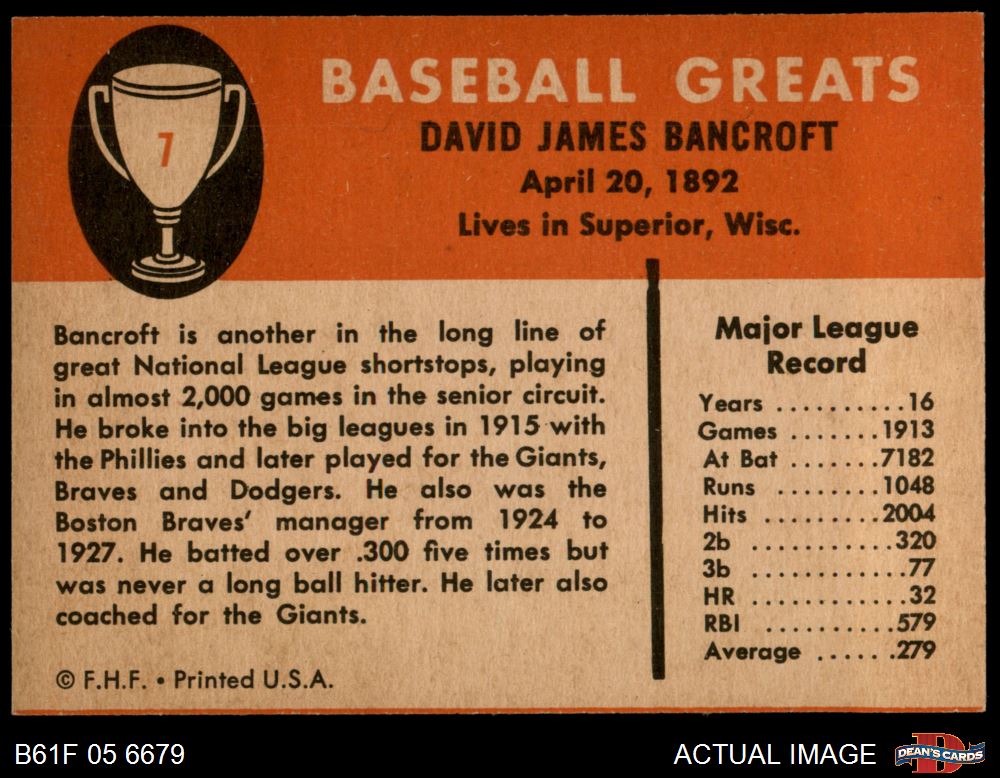 7
BASEBALL GREATS
DAVID JAMES BANCROFT
April 20, 1892
Lives in Superior, Wisc.
Bancroft is another in the long line of
great National League shortstops, playing
in almost 2,000 games in the senior circuit.
He broke into the big leagues in 1915 with
the Phillies and later played for the Giants,
Braves and Dodgers. He also was the
Boston Braves' manager from 1924 to
1927. He batted over .300 five times but
was never a long ball hitter. He later also
coached for the Giants.
© F.H.F. • Printed U.S.A.
Major League
Record
Years ..........16
Games .......1913
At Bat .......7182
Runs ........1048
Hits .........2004
2b ...........320
3b ............77
HR ............32
RBI ..........579
Average ......279
B61F 05 6679
ACTUAL IMAGE
D
DEAN'S CARDS